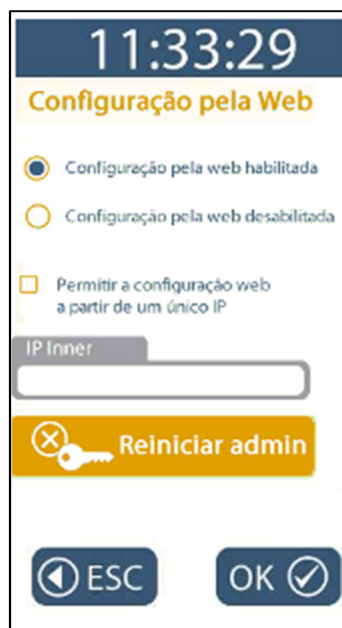 11:33:29
Configuração pela Web
Configuração pela web habilitada
Configuração pela web desabilitada
Permitir a configuração web
a partir de um único IP
IP Inner
Reiniciar admin
ESC
OK